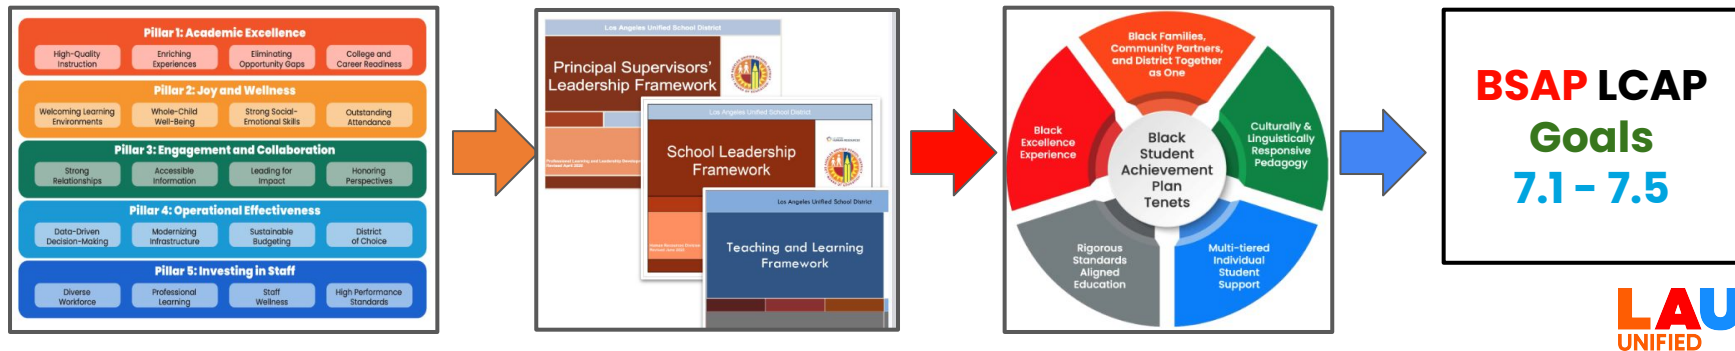 Pillar 1: Academic Excellence
High-Quality
Instruction
Enriching
Experiences
Eliminating
Opportunity Gaps
College and
Career Readiness
Pillar 2: Joy and Wellness
Welcoming Learning
Environments
Whole-Child
Well-Being
Strong Social-
Emotional Skills
Outstanding
Attendance
Pillar 3: Engagement and Collaboration
Strong
Relationships
Accessible
Information
Leading for
Impact
Honoring
Perspectives
Pillar 4: Operational Effectiveness
Data-Driven
Decision-Making
Modernizing
Infrastructure
Sustainable
Budgeting
District
of Choice
Pillar 5: Investing in Staff
Diverse
Workforce
Professional
Learning
Staff
Wellness
High Performance
Standards
Los Angeles Unified School District
Principal Supervisors'
Leadership Framework
Professional Learning and Leadership
Los Angeles Unified School District
School Leadership
Framework
Los Angeles Unified School District
Teaching and Learning
Framework
Black Families,
Community Partners,
and District Together
as One
Black
Excellence
Experience
Culturally &
Linguistically
Responsive
Pedagogy
Black
Student
Achievement
Plan
Tenets
Rigorous
Standards
Aligned
Education
Multi-tiered
Individual
Student
Support
BSAP LCAP
Goals
7.1 – 7.5
LAU
UNIFIED